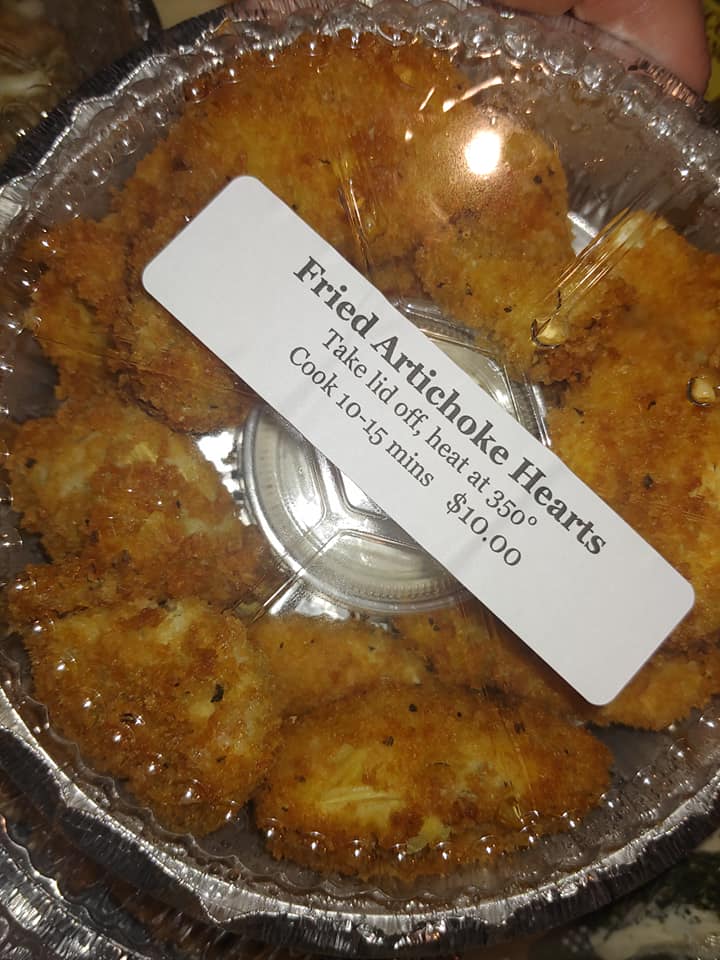 Fried Artichoke Hearts
Take lid off, heat at 350°
Cook 10-15 mins $10.00